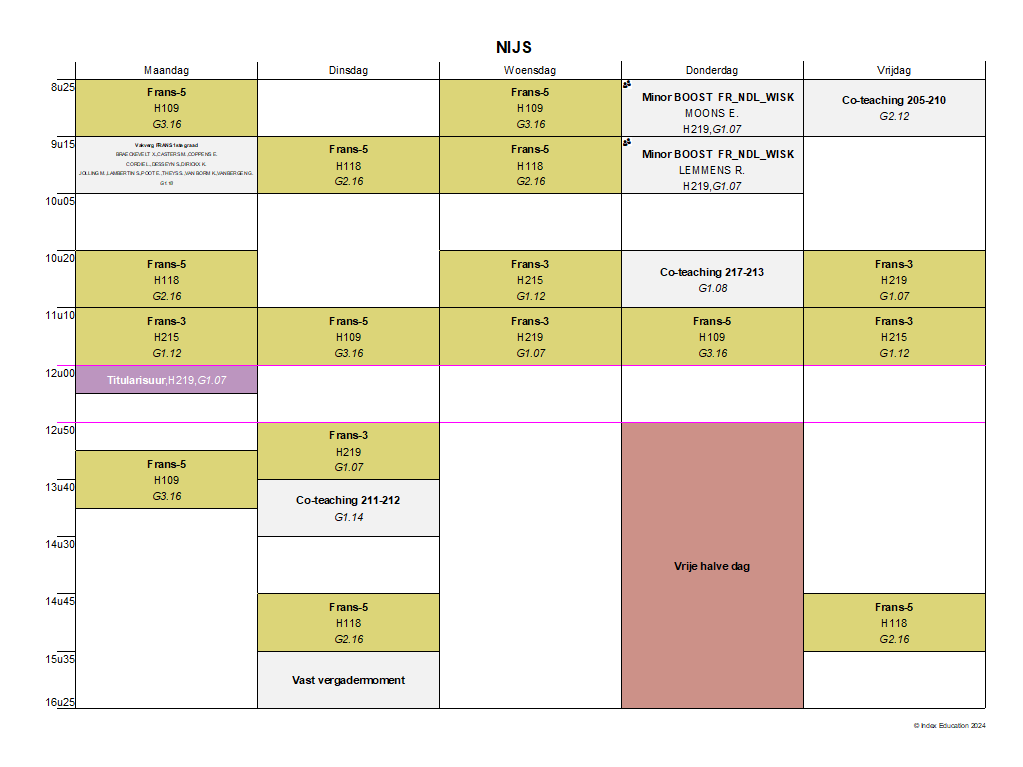 NIJS
Maandag Dinsdag Woensdag Donderdag Vrijdag
8u25
Frans-5
H109
G3.16
Frans-5
H109
G3.16
Minor BOOST FR_NDL_WISK
MOONS E.
H219,G1.07
Co-teaching 205-210
G2.12
9u15
Vakverg FRANS 1ste graad
BRAECKEVELT X.,CASTERS M.,COPPENS E.
CORDIE L.,DESSEYN S.,DIRICKX K.
JOLLING M.,LAMBERTIN S.,POOT E.,THEYS S.,VAN BORM K.,VANBERGEN G.
G1.18
Frans-5
H118
G2.16
Frans-5
H118
G2.16
Minor BOOST FR_NDL_WISK
LEMMENS R.
H219,G1.07
10u05
10u20
Frans-5
H118
G2.16
Frans-3
H215
G1.12
Co-teaching 217-213
G1.08
Frans-3
H219
G1.07
11u10
Frans-3
H215
G1.12
Frans-5
H109
G3.16
Frans-3
H219
G1.07
Frans-5
H109
G3.16
Frans-3
H215
G1.12
12u00
Titularisuur,H219,G1.07
12u50
Frans-3
H219
G1.07
Frans-5
H109
G3.16
13u40
Co-teaching 211-212
G1.14
14u30
Vrije halve dag
14u45
Frans-5
H118
G2.16
Frans-5
H118
G2.16
15u35
Vast vergadermoment
16u25
© Index Education 2024